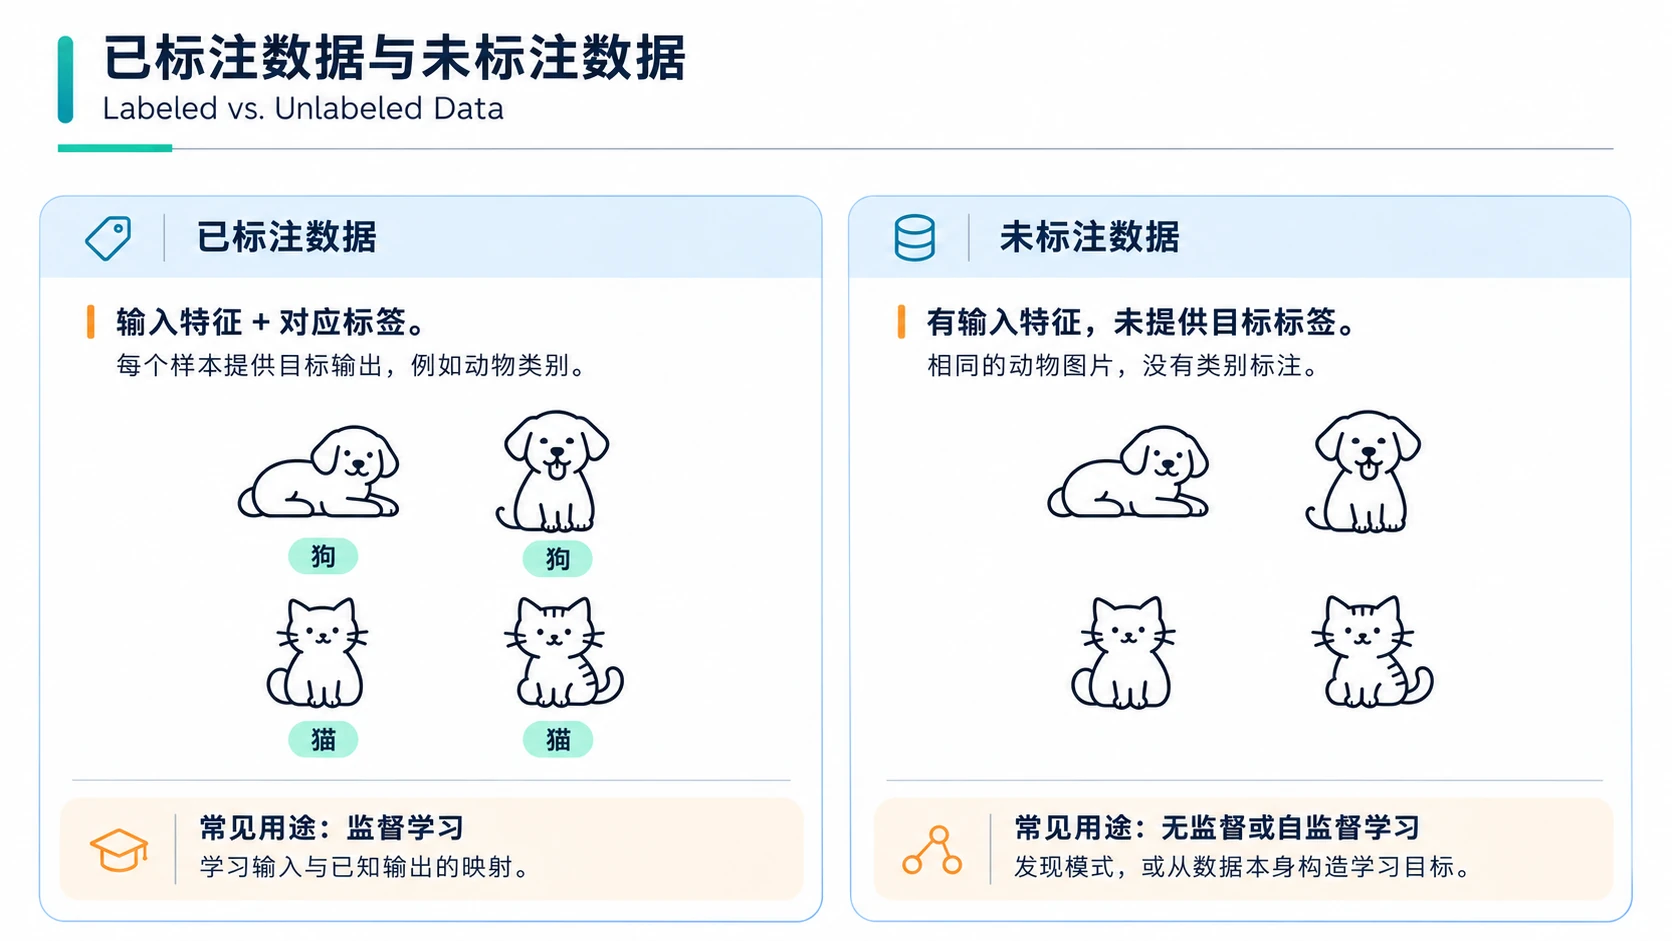 已标注数据与未标注数据
Labeled vs. Unlabeled Data
已标注数据
输入特征 + 对应标签。
每个样本提供目标输出，例如动物类别。
狗
狗
猫
猫
常见用途：监督学习
学习输入与已知输出的映射。
未标注数据
有输入特征，未提供目标标签。
相同的动物图片，没有类别标注。
常见用途：无监督或自监督学习
发现模式，或从数据本身构造学习目标。